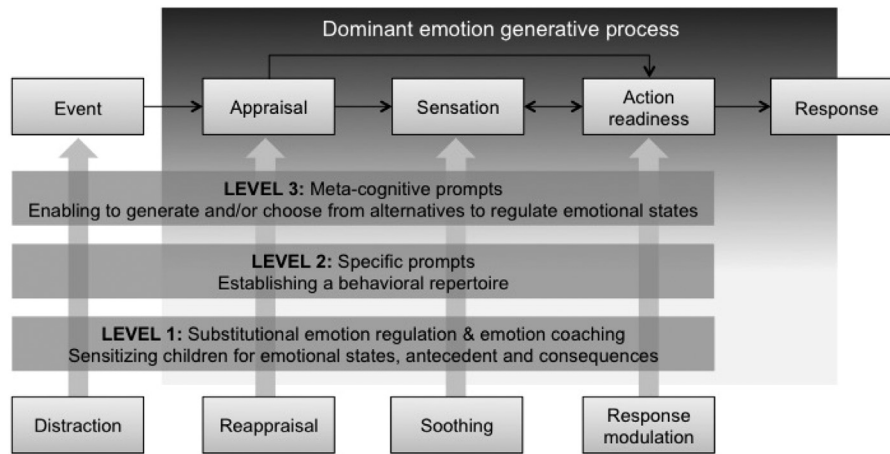 Dominant emotion generative process
Event
Appraisal
Sensation
Action
readiness
Response
LEVEL 3: Meta-cognitive prompts
Enabling to generate and/or choose from alternatives to regulate emotional states
LEVEL 2: Specific prompts
Establishing a behavioral repertoire
LEVEL 1: Substitutional emotion regulation & emotion coaching
Sensitizing children for emotional states, antecedent and consequences
Distraction
Reappraisal
Soothing
Response
modulation